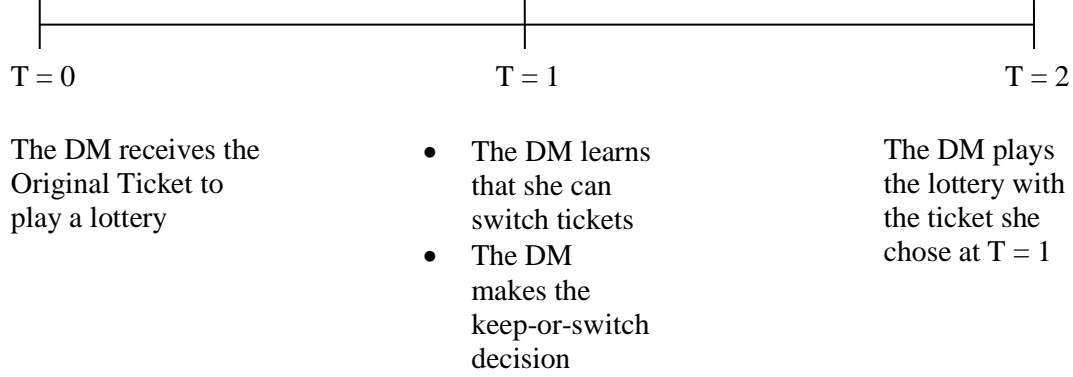 T = 0
T = 1
T = 2
The DM receives the
Original Ticket to
play a lottery
• The DM learns
that she can
switch tickets
• The DM
makes the
keep-or-switch
decision
The DM plays
the lottery with
the ticket she
chose at T = 1